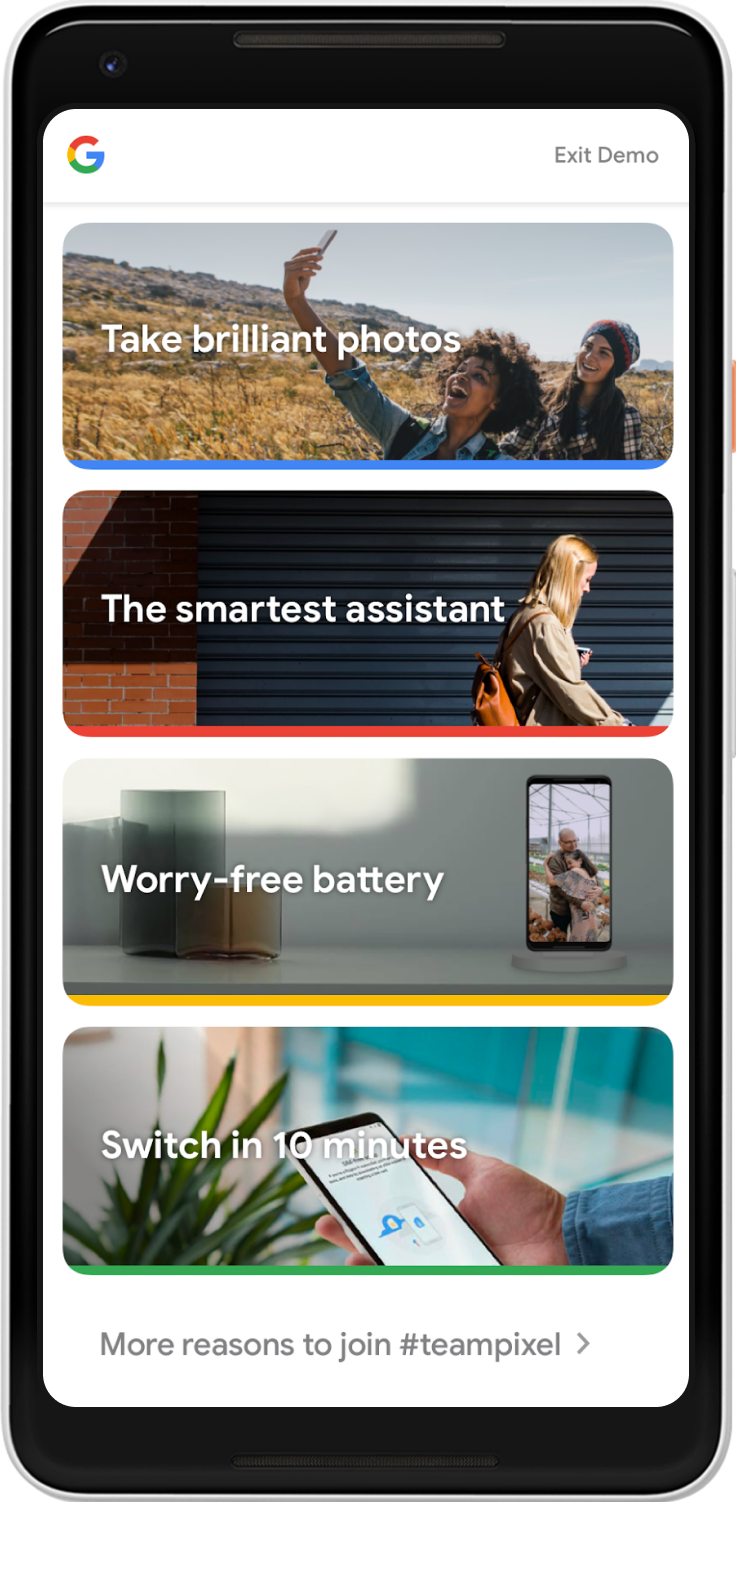 Exit Demo
Take brilliant photos
The smartest assistant
Worry-free battery
Switch in 10 minutes
More reasons to join #teampixel